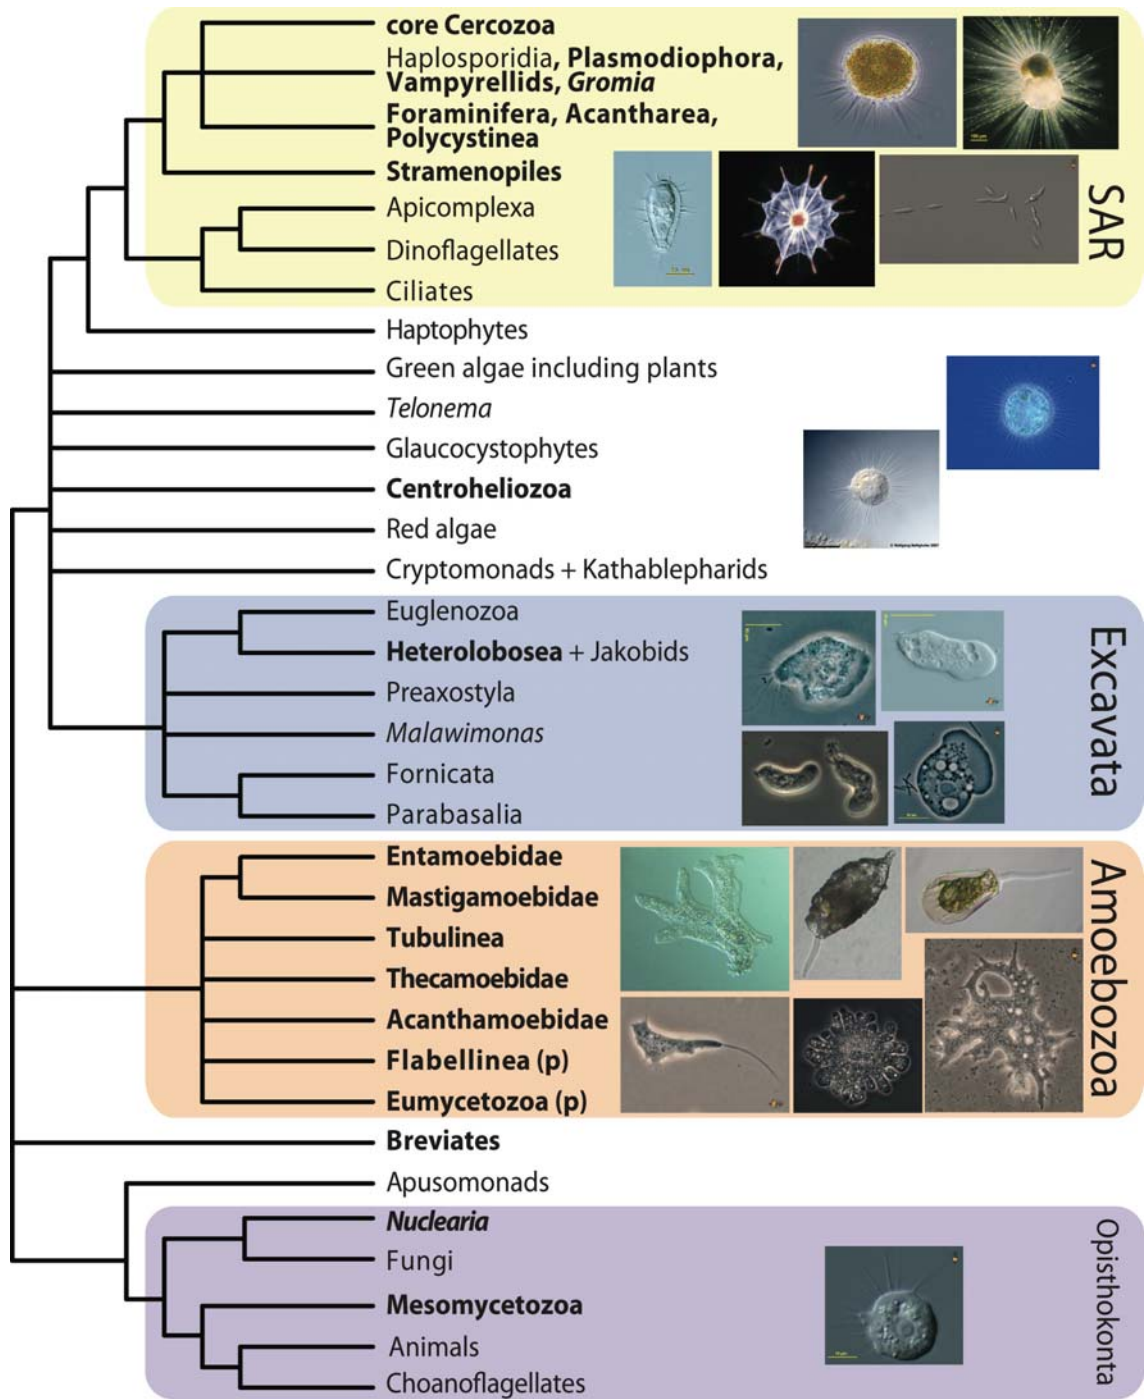 core Cercozoa
Haplosporidia, Plasmodiophora,
Vampyrellids, Gromia
Foraminifera, Acantharea,
Polycystinea
Stramenopiles
Apicomplexa
Dinoflagellates
Ciliates
SAR
Haptophytes
Green algae including plants
Telonema
Glaucocystophytes
Centroheliozoa
Red algae
Cryptomonads + Kathablepharids
Euglenozoa
Heterolobosea + Jakobids
Preaxostyla
Malawimonas
Fornicata
Parabasalia
Excavata
Entamoebidae
Mastigamoebidae
Tubulinea
Thecamoebidae
Acanthamoebidae
Flabellinea (p)
Eumycetozoa (p)
Amoebozoa
Breviates
Apusomonads
Nuclearia
Fungi
Mesomycetozoa
Animals
Choanoflagellates
Opisthokonta